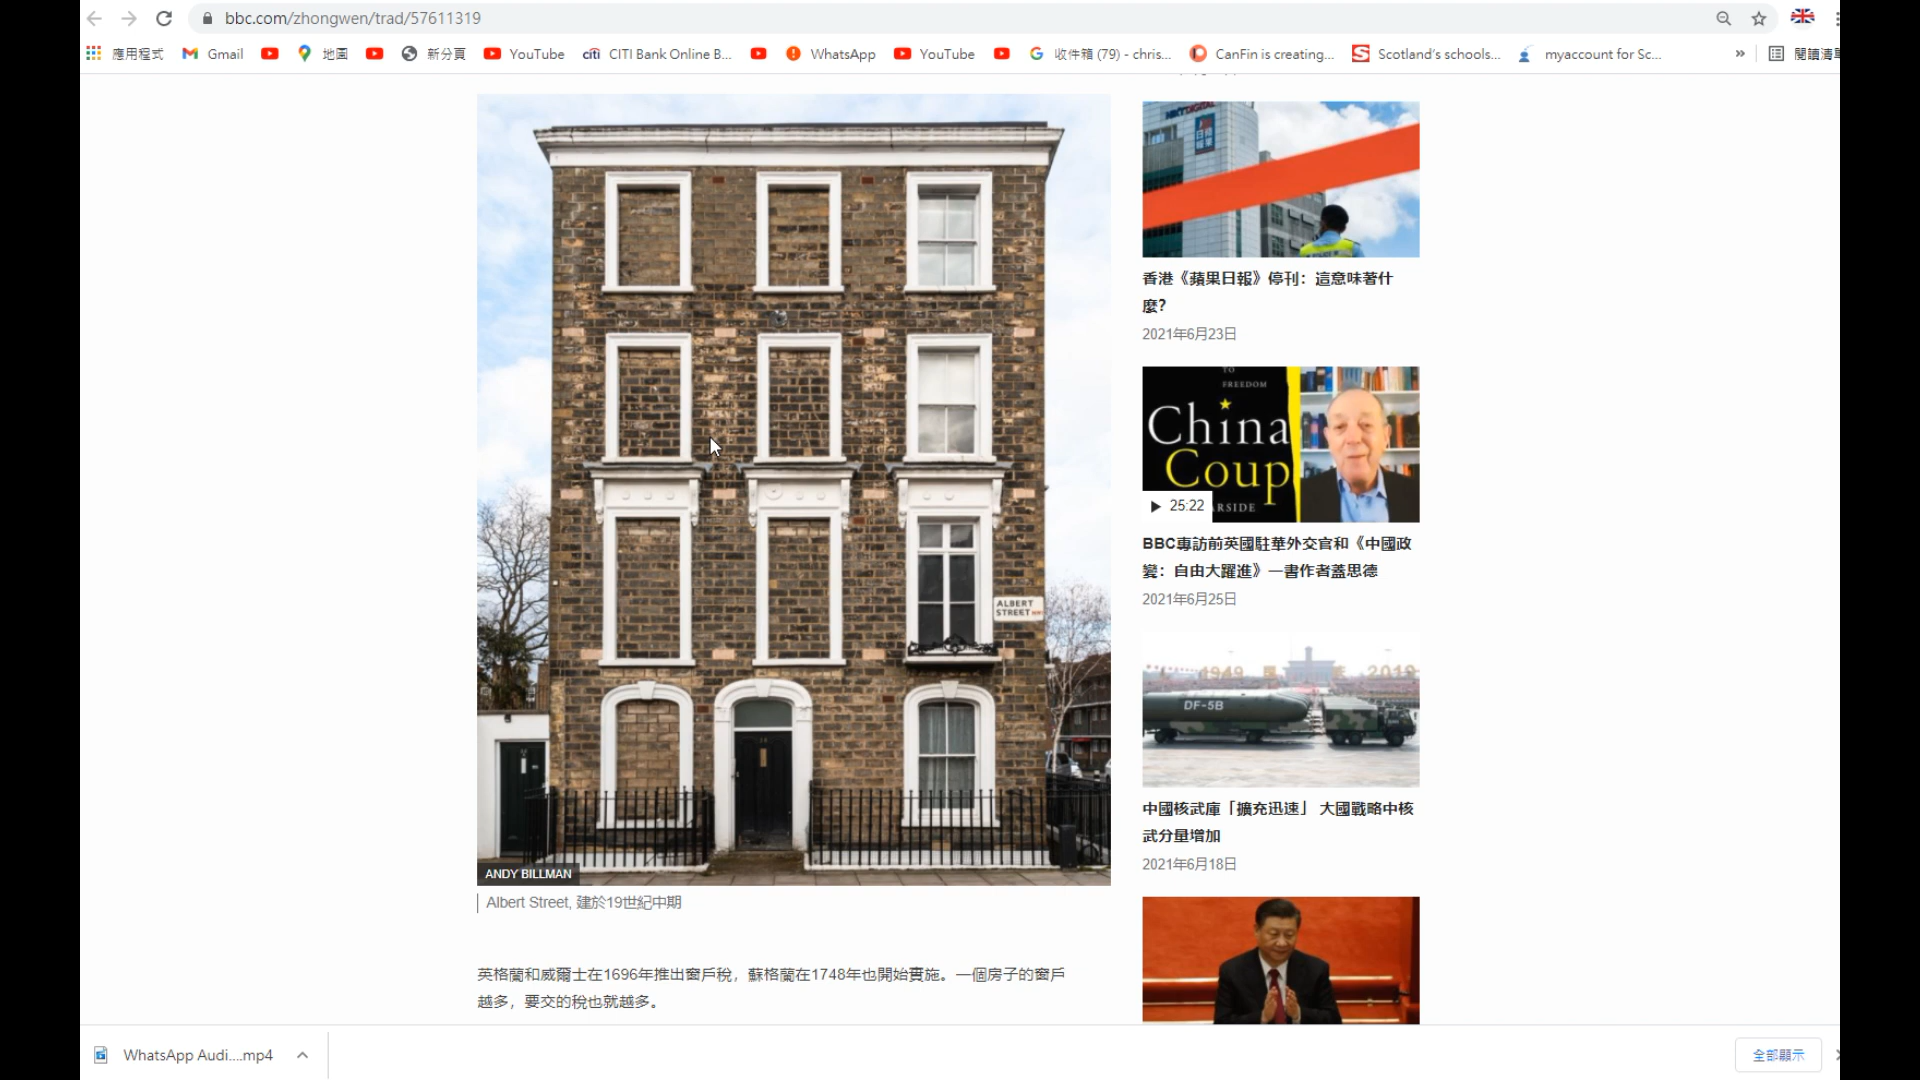 bbc.com/zhongwen/trad/57611319
應用程式
Gmail
地圖
新分頁
YouTube
citi
CITI Bank Online B...
WhatsApp
YouTube
收件箱 (79) - chris...
CanFin is creating...
Scotland's schools...
myaccount for Sc...
»
閱讀清單
ALBERT
STREET
ANDY BILLMAN
Albert Street, 建於19世紀中期
英格蘭和威爾士在1696年推出窗戶稅，蘇格蘭在1748年也開始實施。一個房子的窗戶
越多，要交的稅也就越多。
蘋果日報
香港《蘋果日報》停刊：這意味著什
麼?
2021年6月23日
TO
FREEDOM
China
Coup
25:22
ARSIDE
BBC專訪前英國駐華外交官和《中國政
變：自由大躍進》一書作者蓋思德
2021年6月25日
1949
2019
DF-5B
中國核武庫「擴充迅速」 大國戰略中核
武分量增加
2021年6月18日
WhatsApp Audi....mp4
全部顯示